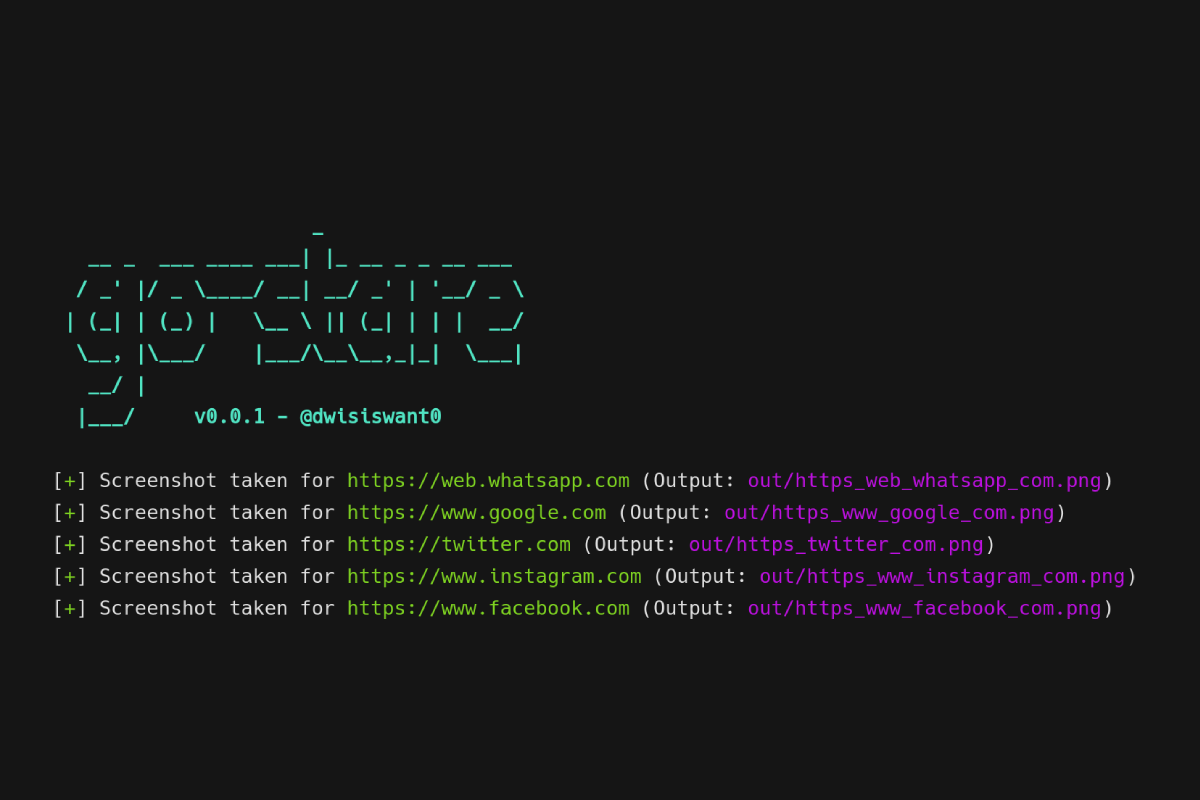 go-stare
v0.0.1 - @dwisiswant0
[+] Screenshot taken for https://web.whatsapp.com (Output: out/https_web_whatsapp_com.png)
[+] Screenshot taken for https://www.google.com (Output: out/https_www_google_com.png)
[+] Screenshot taken for https://twitter.com (Output: out/https_twitter_com.png)
[+] Screenshot taken for https://www.instagram.com (Output: out/https_www_instagram_com.png)
[+] Screenshot taken for https://www.facebook.com (Output: out/https_www_facebook_com.png)